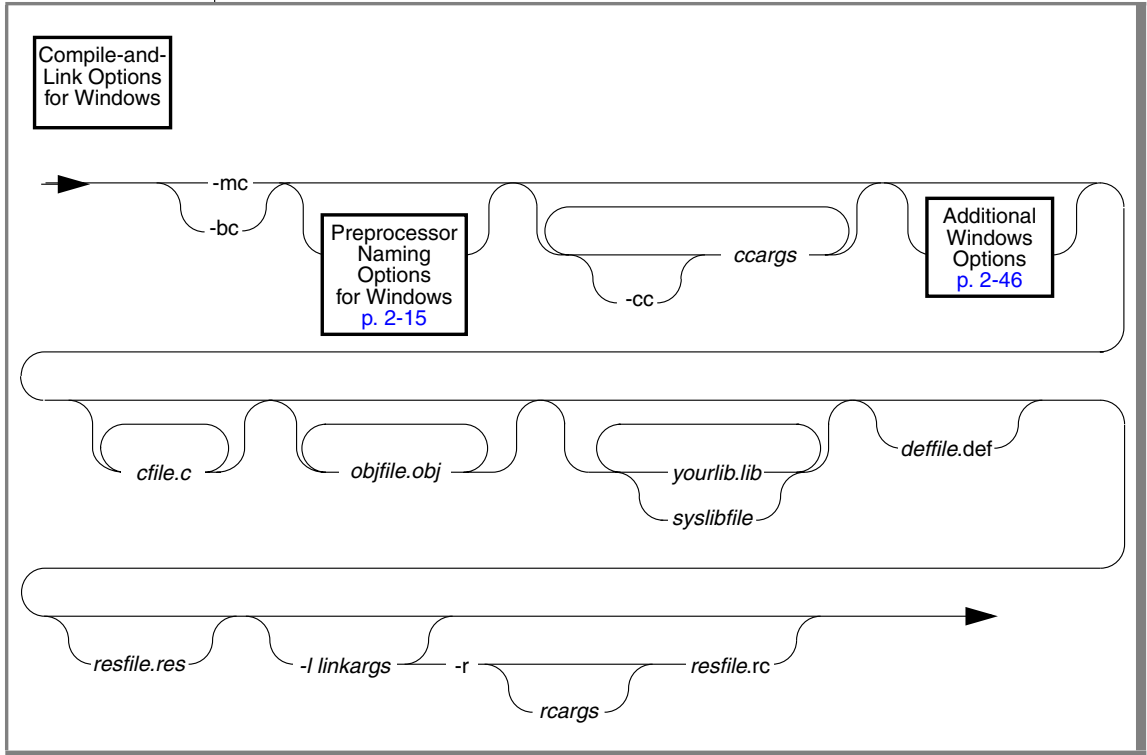 Compile-and-
Link Options
for Windows
-mc
-bc
Preprocessor
Naming
Options
for Windows
p. 2-15
ccargs
-cc
Additional
Windows
Options
p. 2-46
cfile.c
objfile.obj
yourlib.lib
syslibfile
deffile.def
resfile.res
-l linkargs
-r
rcargs
resfile.rc